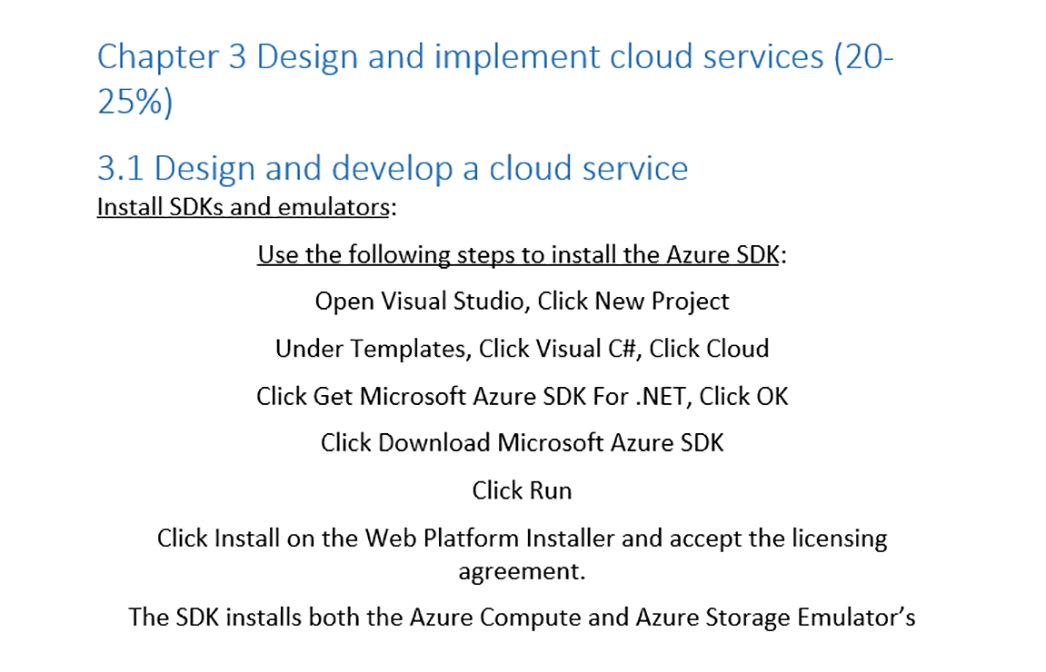 Chapter 3 Design and implement cloud services (20-
25%)
3.1 Design and develop a cloud service
Install SDKs and emulators:
Use the following steps to install the Azure SDK:
Open Visual Studio, Click New Project
Under Templates, Click Visual C#, Click Cloud
Click Get Microsoft Azure SDK For .NET, Click OK
Click Download Microsoft Azure SDK
Click Run
Click Install on the Web Platform Installer and accept the licensing
agreement.
The SDK installs both the Azure Compute and Azure Storage Emulator’s